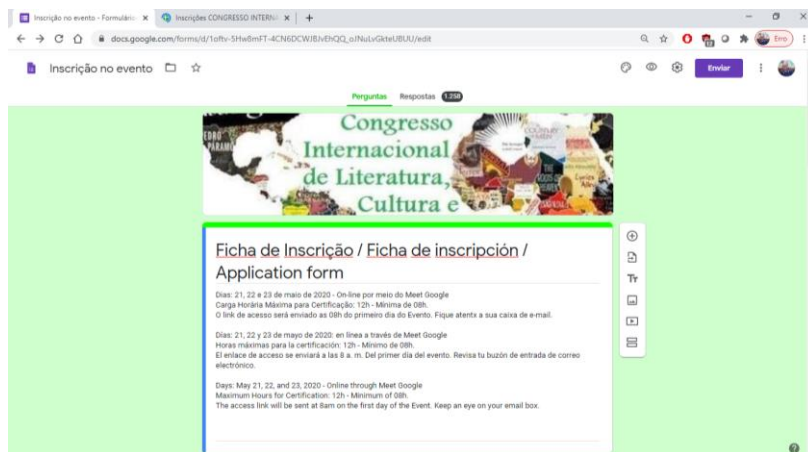 Inscrição no evento - Formulário
Inscrições CONGRESSO INTERN
docs.google.com/forms/d/
/edit
Erro
Inscrição no evento
Enviar
Perguntas Respostas 1.258
Congresso
Internacional
de Literatura,
Cultura e
PEDRO
PÁRAMO
Ficha de Inscrição / Ficha de inscripción /
Application form
Dias: 21, 22 e 23 de maio de 2020 - On-line por meio do Meet Google
Carga Horária Máxima para Certificação: 12h - Mínima de 08h.
O link de acesso será enviado as 08h do primeiro dia do Evento. Fique atentx a sua caixa de e-mail.
Días: 21, 22 y 23 de mayo de 2020: en línea a través de Meet Google
Horas máximas para la certificación: 12h - Mínimo de 08h.
El enlace de acceso se enviará a las 8 a. m. Del primer día del evento. Revisa tu buzón de entrada de correo
electrónico.
Days: May 21, 22, and 23, 2020 - Online through Meet Google
Maximum Hours for Certification: 12h - Minimum of 08h.
The access link will be sent at 8am on the first day of the Event. Keep an eye on your email box.
Tт